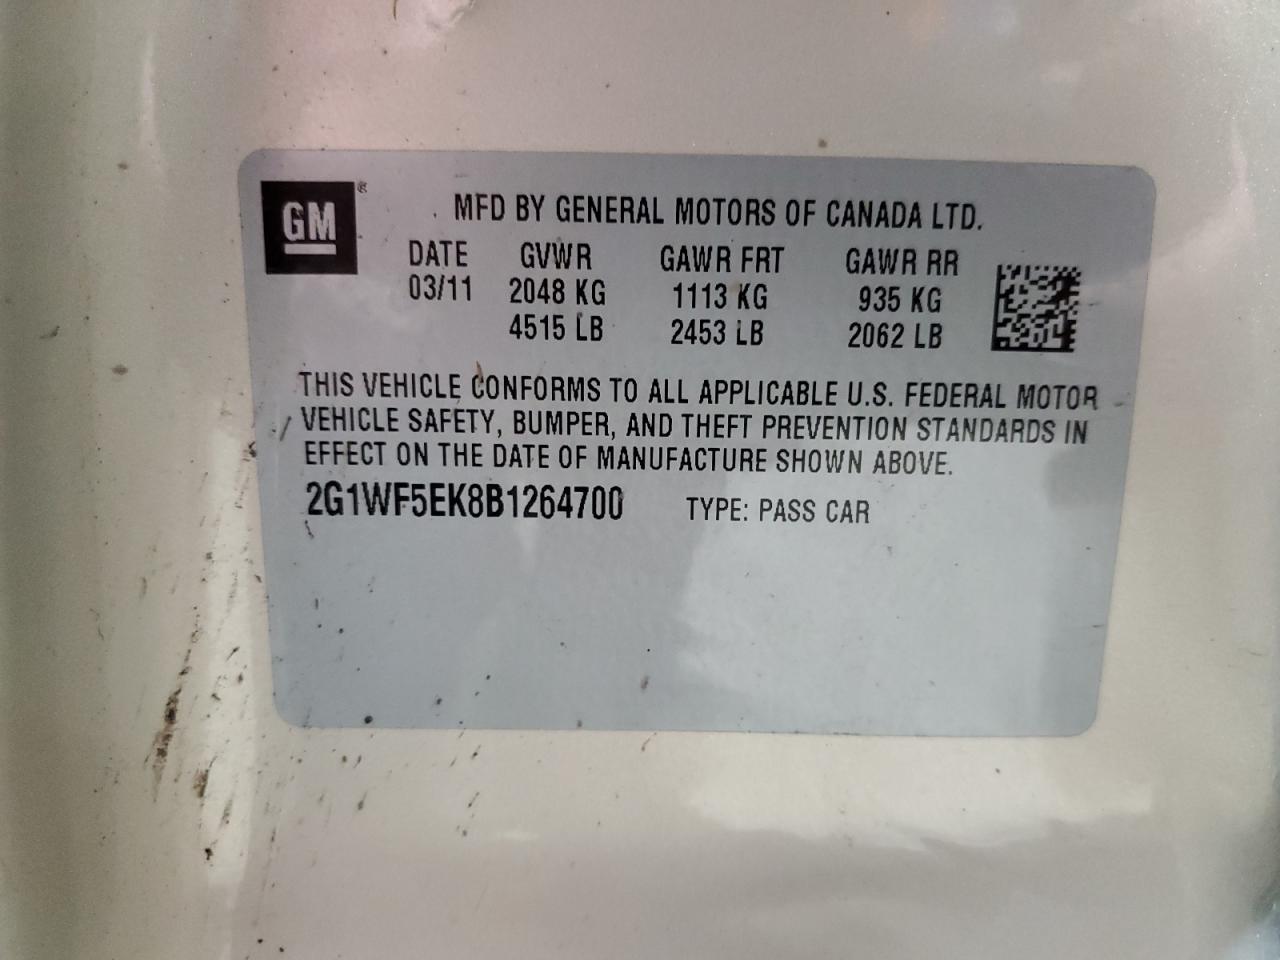 GM ®
MFD BY GENERAL MOTORS OF CANADA LTD.
DATE GVWR GAWR FRT GAWR RR
03/11 2048 KG 1113 KG 935 KG
4515 LB 2453 LB 2062 LB
THIS VEHICLE CONFORMS TO ALL APPLICABLE U.S. FEDERAL MOTOR
VEHICLE SAFETY, BUMPER, AND THEFT PREVENTION STANDARDS IN
EFFECT ON THE DATE OF MANUFACTURE SHOWN ABOVE.
2G1WF5EK8B1264700 TYPE: PASS CAR